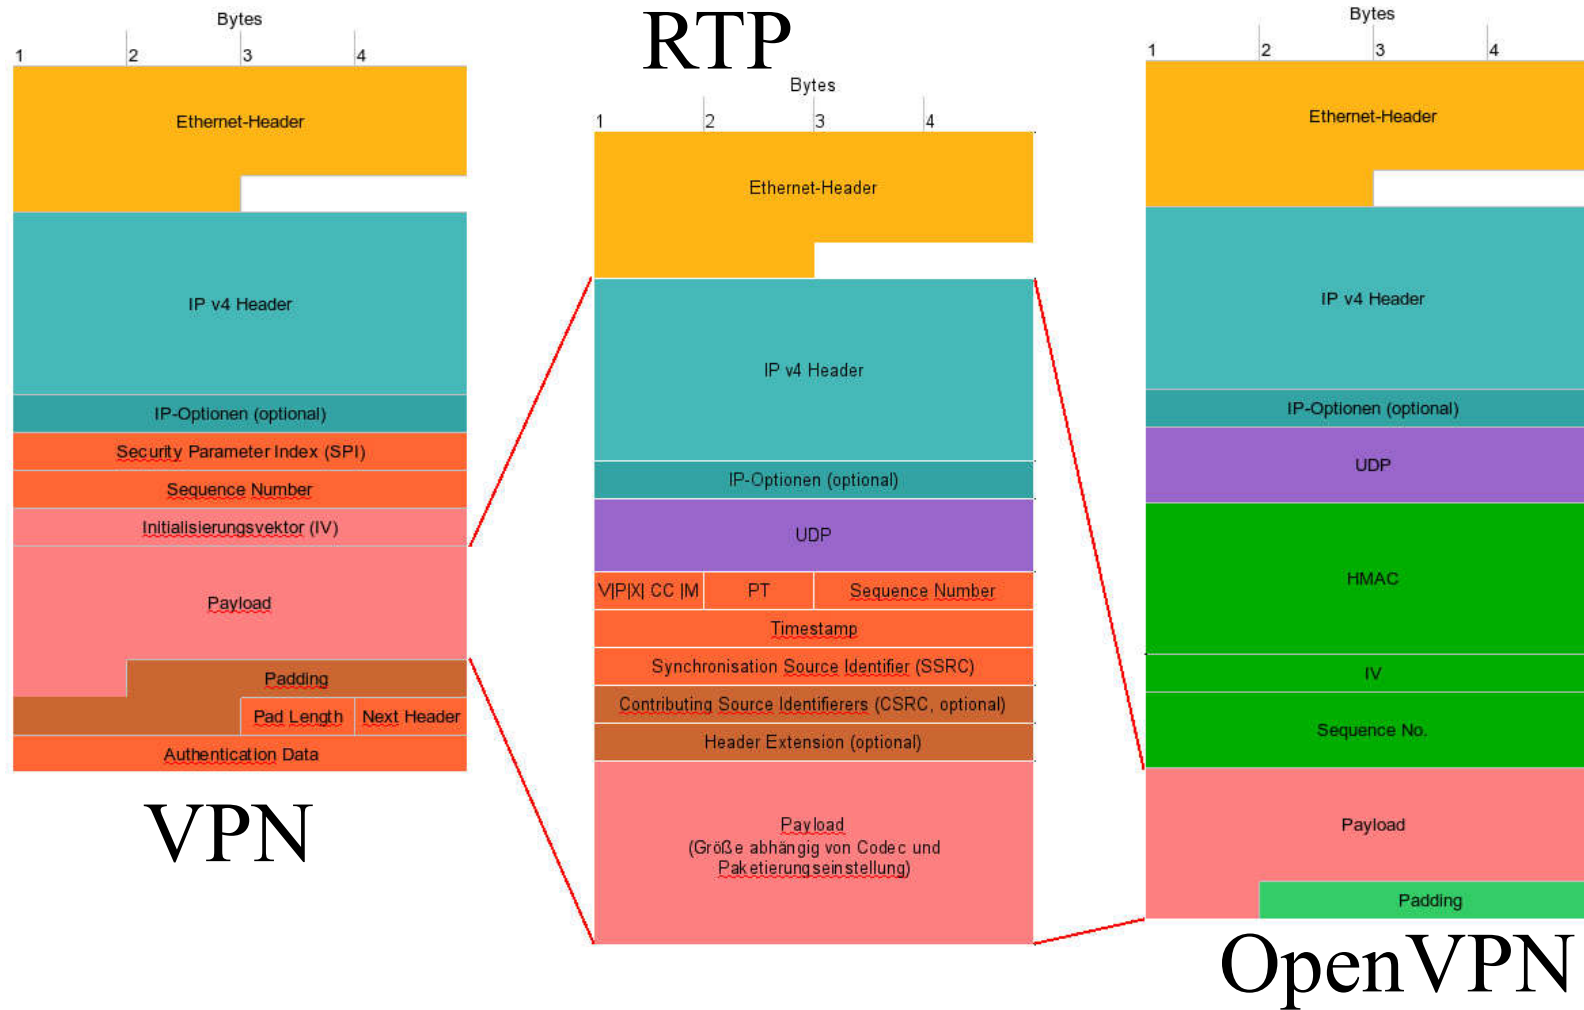 Bytes
1 2 3 4
Ethernet-Header
IP v4 Header
IP-Optionen (optional)
Security Parameter Index (SPI)
Sequence Number
Initialisierungsvektor (IV)
Payload
Padding
Pad Length Next Header
Authentication Data
VPN
RTP
Bytes
1 2 3 4
Ethernet-Header
IP v4 Header
IP-Optionen (optional)
UDP
V|P|X| CC |M PT Sequence Number
Timestamp
Synchronisation Source Identifier (SSRC)
Contributing Source Identifierers (CSRC, optional)
Header Extension (optional)
Payload
(Größe abhängig von Codec und
Paketierungseinstellung)
Bytes
1 2 3 4
Ethernet-Header
IP v4 Header
IP-Optionen (optional)
UDP
HMAC
IV
Sequence No.
Payload
Padding
OpenVPN